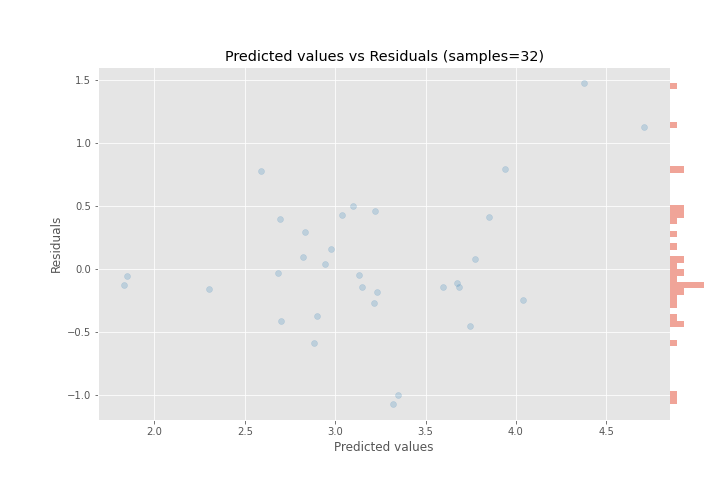 Predicted values vs Residuals (samples=32)
1.5
1.0
0.5
0.0
−0.5
−1.0
Residuals
2.0 2.5 3.0 3.5 4.0 4.5
Predicted values